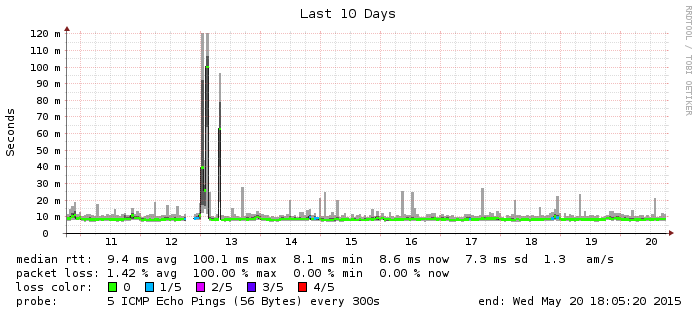 Last 10 Days
RRDTOOL / TOBI OETIKER
Seconds
120 m
110 m
100 m
90 m
80 m
70 m
60 m
50 m
40 m
30 m
20 m
10 m
0
11 12 13 14 15 16 17 18 19 20
median rtt: 9.4 ms avg 100.1 ms max 8.1 ms min 8.6 ms now 7.3 ms sd 1.3 am/s
packet loss: 1.42 % avg 100.00 % max 0.00 % min 0.00 % now
loss color: 0 1/5 2/5 3/5 4/5
probe: 5 ICMP Echo Pings (56 Bytes) every 300s end: Wed May 20 18:05:20 2015